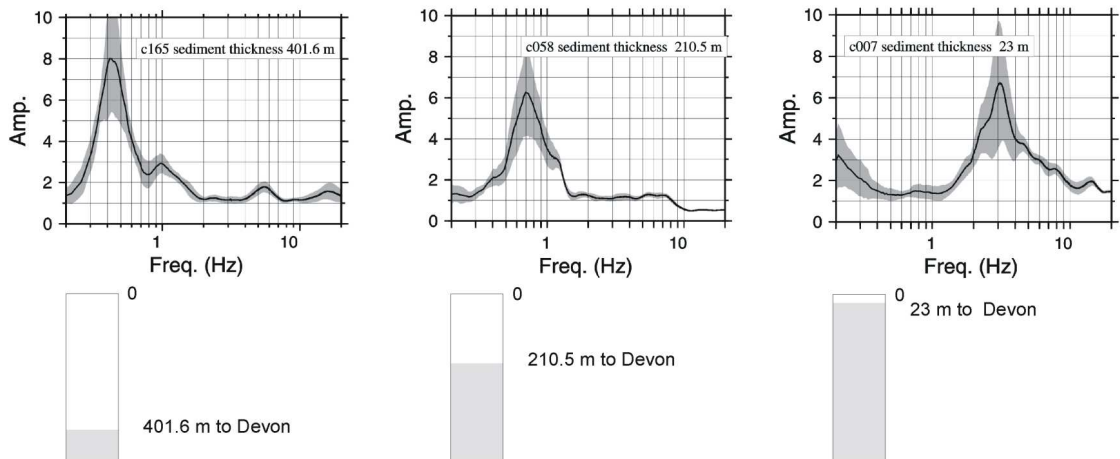 10
8
6
4
2
0
Amp.
c165 sediment thickness 401.6 m
1
10
Freq. (Hz)
10
8
6
4
2
0
Amp.
c058 sediment thickness 210.5 m
1
10
Freq. (Hz)
10
8
6
4
2
0
Amp.
c007 sediment thickness 23 m
1
10
Freq. (Hz)
0
401.6 m to Devon
0
210.5 m to Devon
0
23 m to Devon